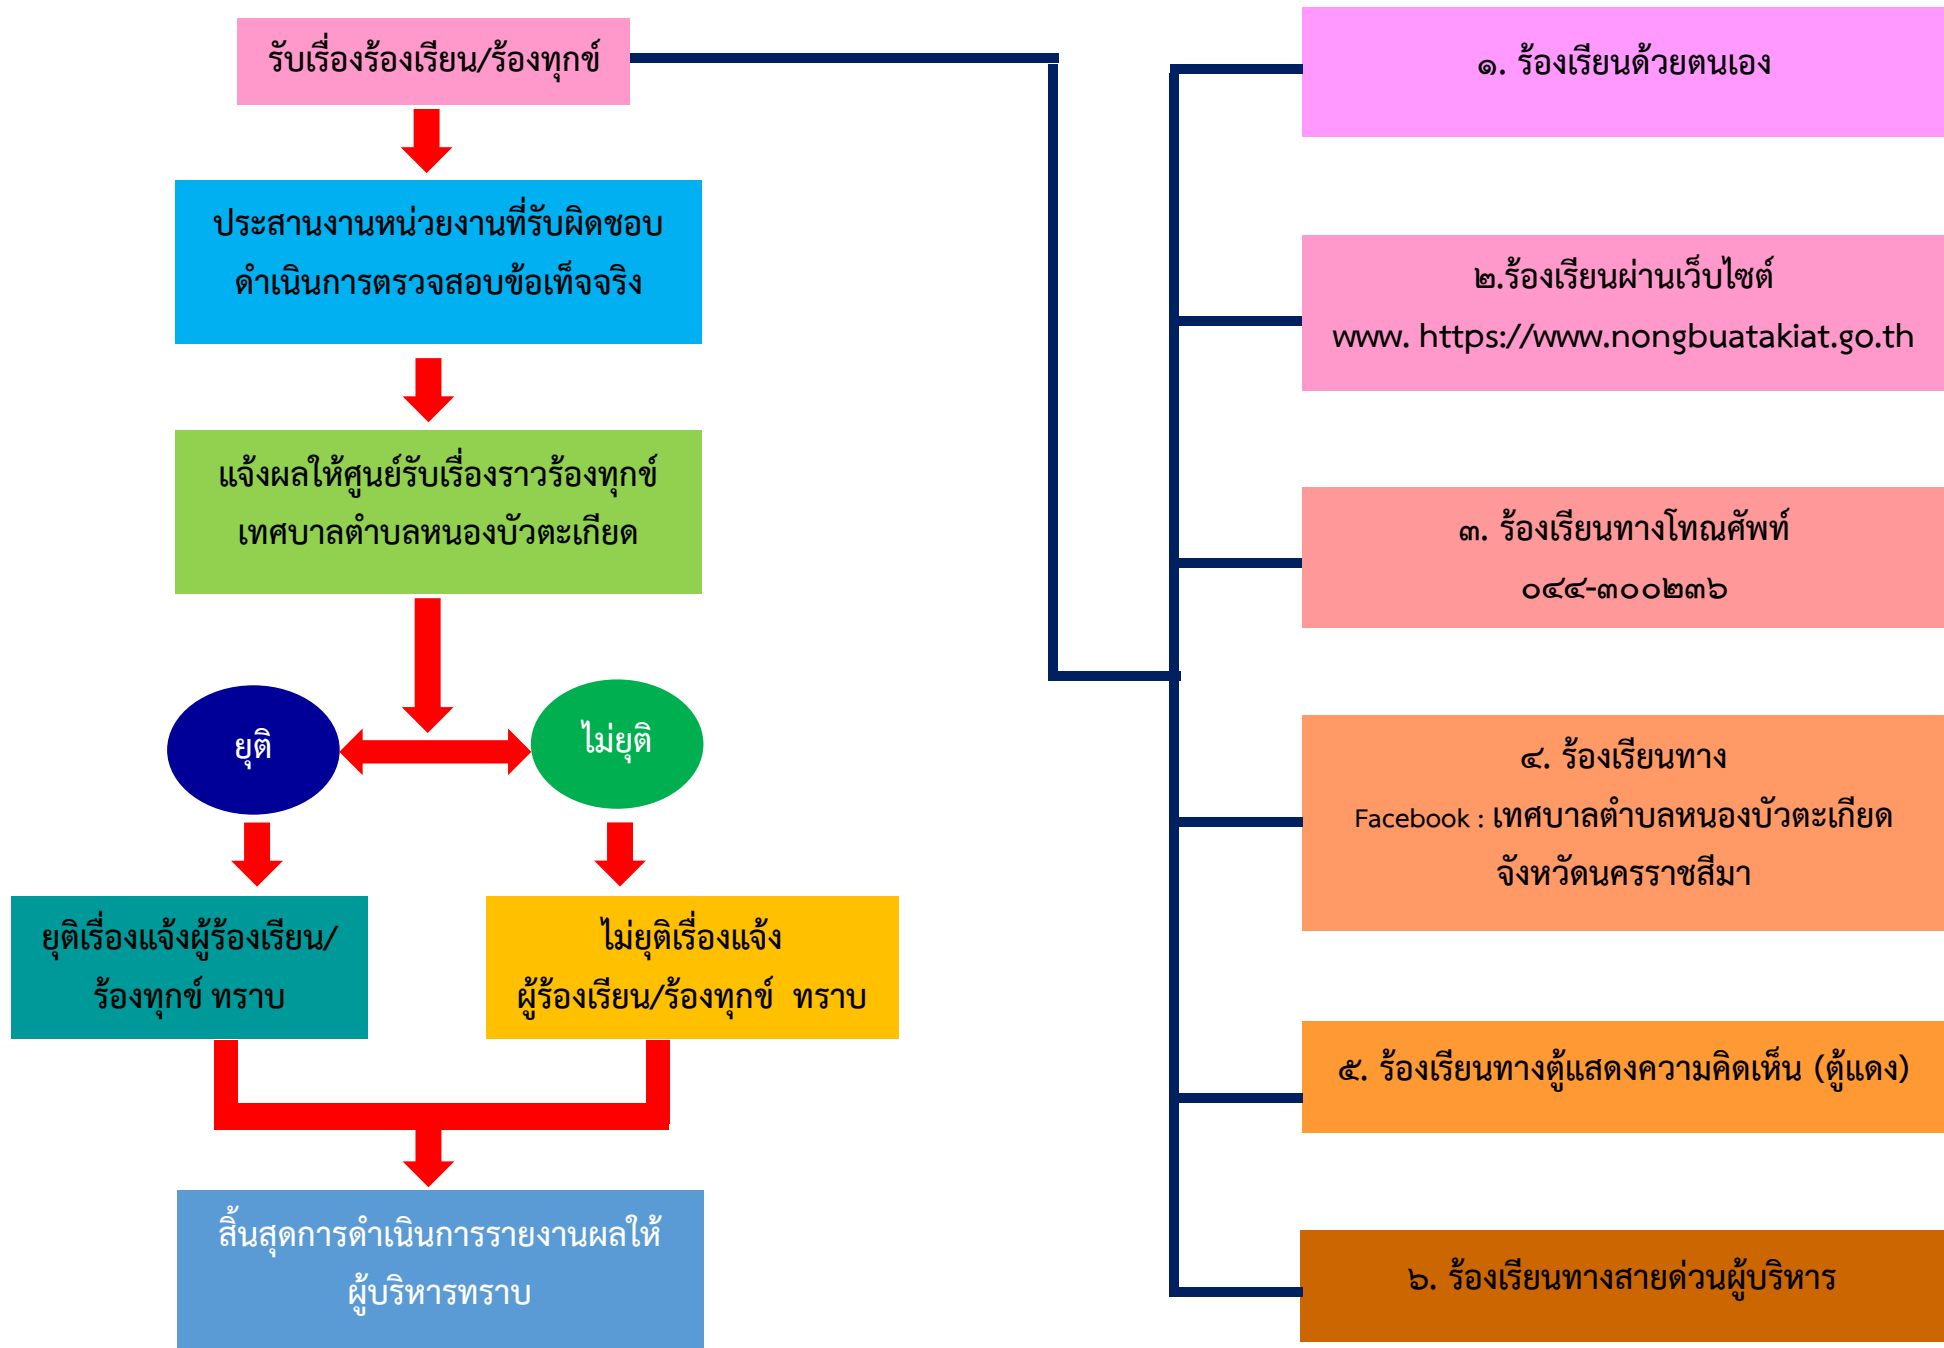 รับเรื่องร้องเรียน/ร้องทุกข์
ประสานงานหน่วยงานที่รับผิดชอบ
ดำเนินการตรวจสอบข้อเท็จจริง
แจ้งผลให้ศูนย์รับเรื่องราวร้องทุกข์
เทศบาลตำบลหนองบัวตะเกียด
ยุติ
ไม่ยุติ
ยุติเรื่องแจ้งผู้ร้องเรียน/
ร้องทุกข์ ทราบ
ไม่ยุติเรื่องแจ้ง
ผู้ร้องเรียน/ร้องทุกข์ ทราบ
สิ้นสุดการดำเนินการรายงานผลให้
ผู้บริหารทราบ
๑. ร้องเรียนด้วยตนเอง
๒.ร้องเรียนผ่านเว็บไซต์
www. https://www.nongbuatakiat.go.th
๓. ร้องเรียนทางโทณศัพท์
๐๔๔-๓๐๐๒๓๖
๔. ร้องเรียนทาง
Facebook : เทศบาลตำบลหนองบัวตะเกียด
จังหวัดนครราชสีมา
๕. ร้องเรียนทางตู้แสดงความคิดเห็น (ตู้แดง)
๖. ร้องเรียนทางสายด่วนผู้บริหาร